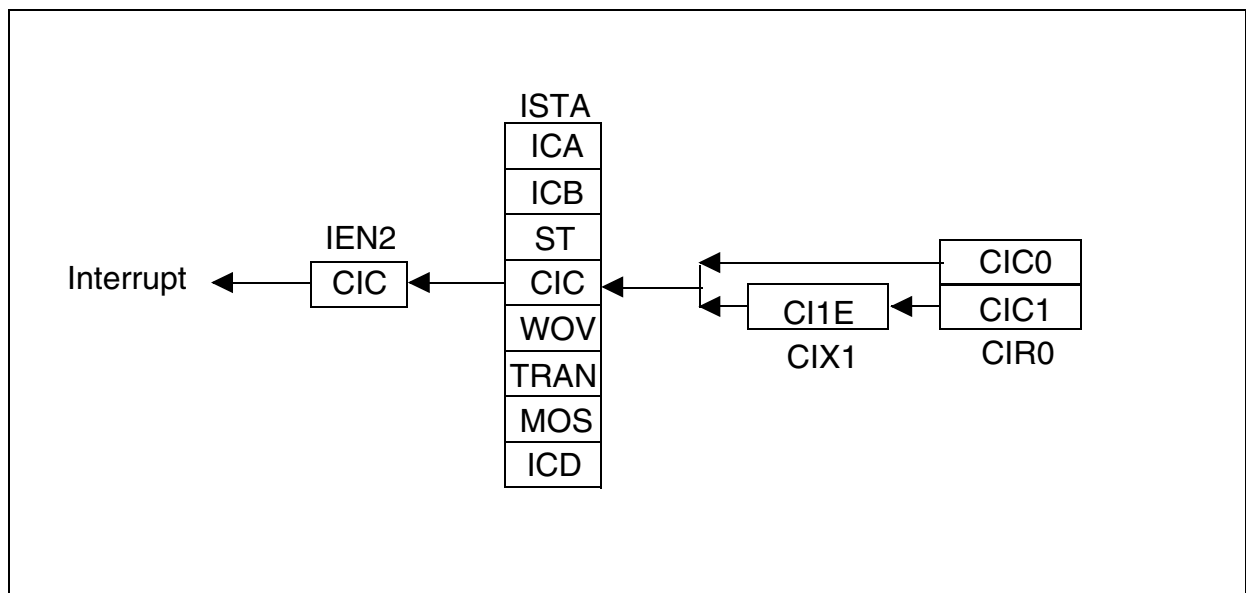 ISTA
ICA
ICB
IEN2
ST
CIC0
Interrupt
CIC
CIC
CI1E
CIC1
WOV
CIX1
CIR0
TRAN
MOS
ICD